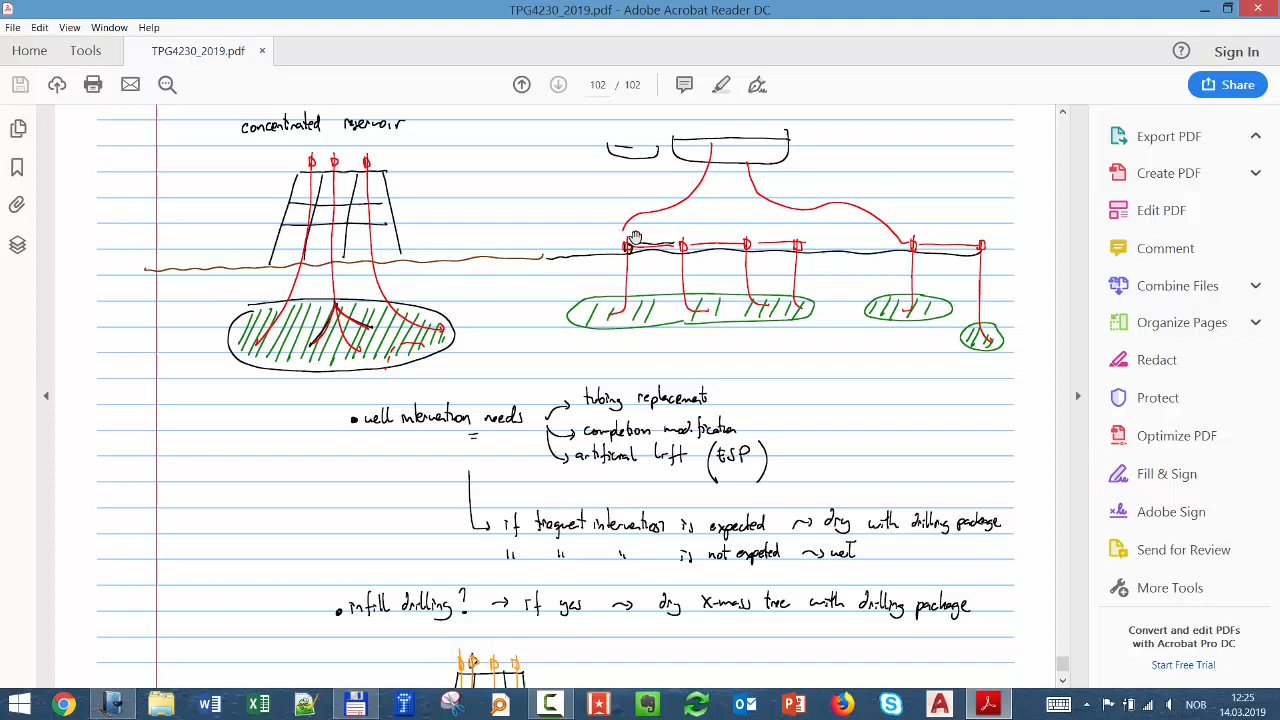 TPG4230_2019.pdf - Adobe Acrobat Reader DC
File Edit View Window Help
Home Tools TPG4230_2019.pdf × Sign In
102 / 102 Share
concentrated reservoir
• well intervention needs
tubing replacement
completion modification
artificial lift (ESP)
if frequent intervention is expected dry with drilling package
" " " is not expected wet
• infill drilling? → if yes dry X-mass tree with drilling package
Export PDF
Create PDF
Edit PDF
Comment
Combine Files
Organize Pages
Redact
Protect
Optimize PDF
Fill & Sign
Adobe Sign
Send for Review
More Tools
Convert and edit PDFs
with Acrobat Pro DC
Start Free Trial
NOB
12:25
14.03.2019